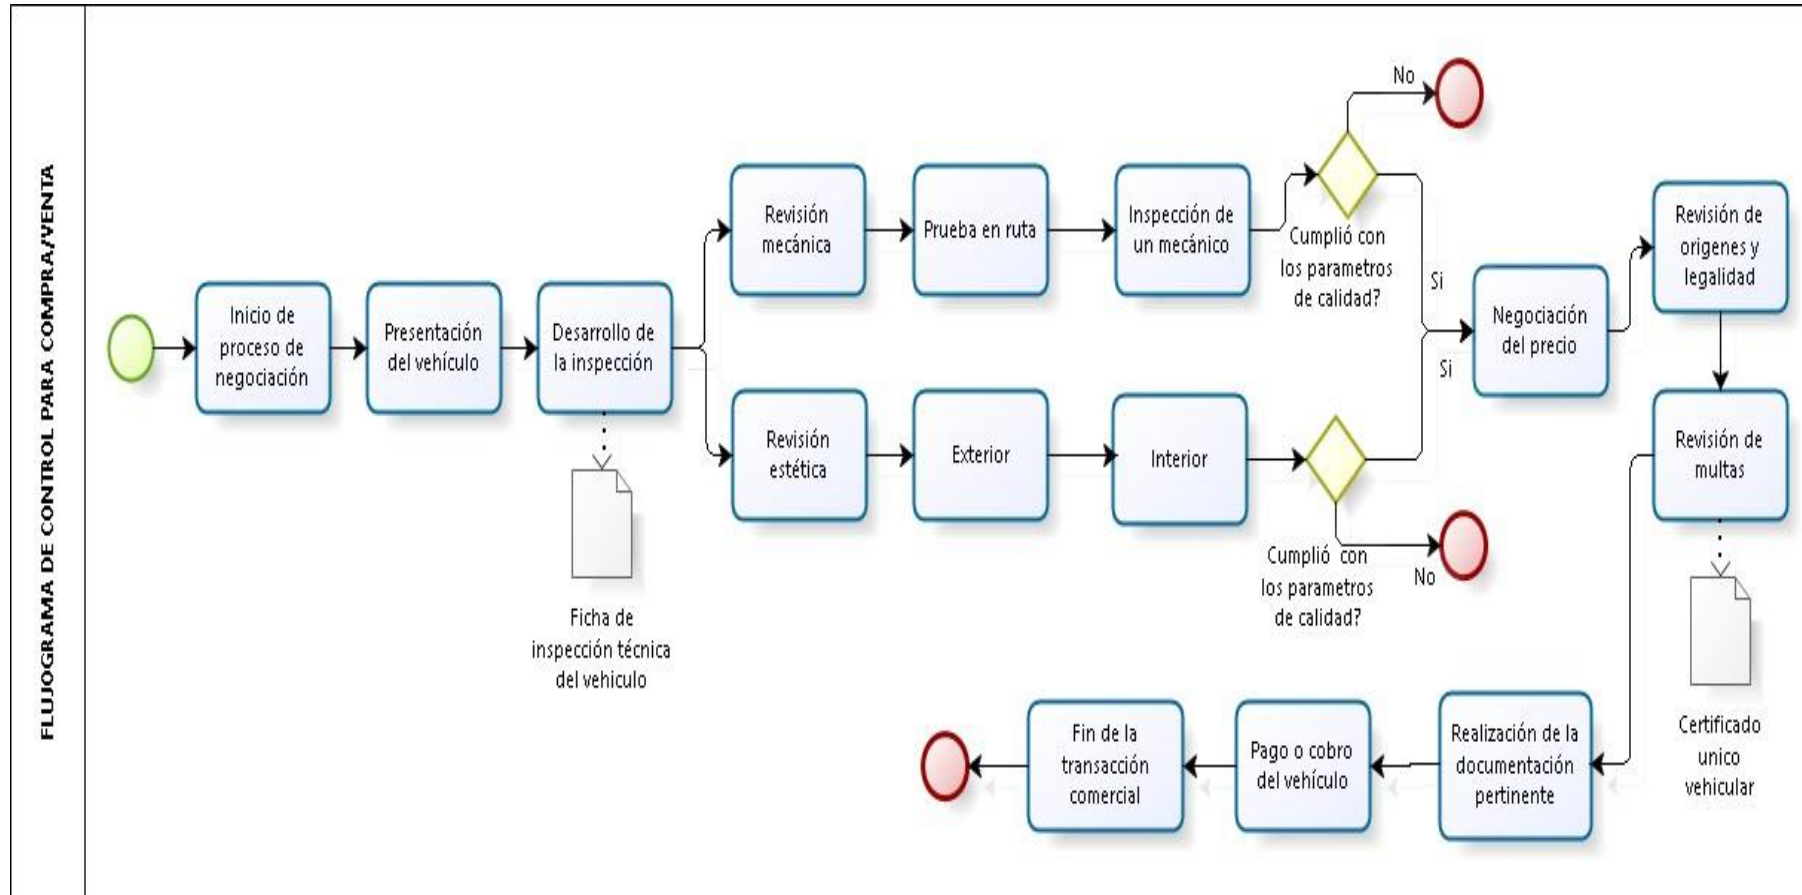 FLUJOGRAMA DE CONTROL PARA COMPRA/VENTA
Inicio de
proceso de
negociación
Presentación
del vehículo
Desarrollo de
la inspección
Ficha de
inspección técnica
del vehiculo
Revisión
mecánica
Prueba en ruta
Inspección de
un mecánico
Cumplió con
los parametros
de calidad?
No
Si
Revisión
estética
Exterior
Interior
Cumplió con
los parametros
de calidad?
No
Si
Negociación
del precio
Revisión de
origenes y
legalidad
Revisión de
multas
Certificado
unico
vehicular
Realización de la
documentación
pertinente
Pago o cobro
del vehículo
Fin de la
transacción
comercial